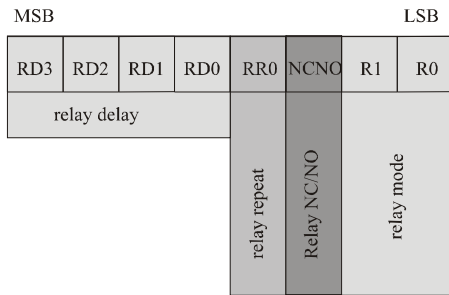 MSB LSB
RD3 RD2 RD1 RD0 RR0 NCNO R1 R0
relay delay
relay repeat
Relay NC/NO
relay mode